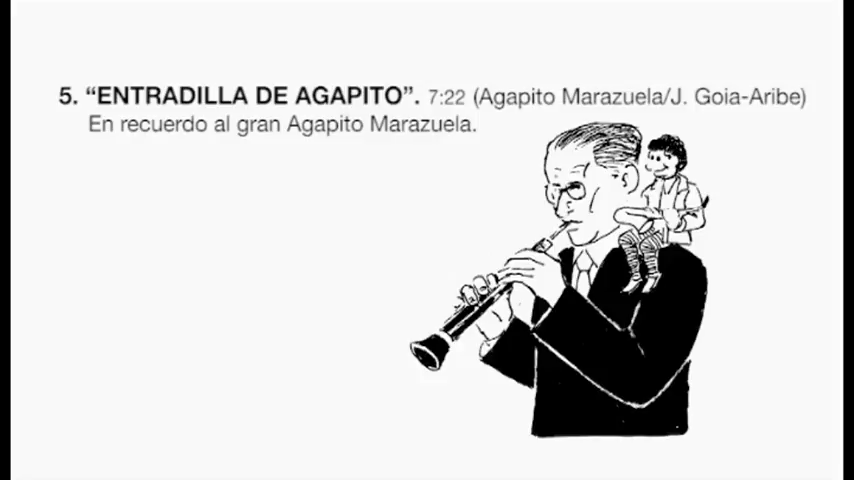 5. “ENTRADILLA DE AGAPITO”. 7:22 (Agapito Marazuela/J. Goia-Aribe)
En recuerdo al gran Agapito Marazuela.